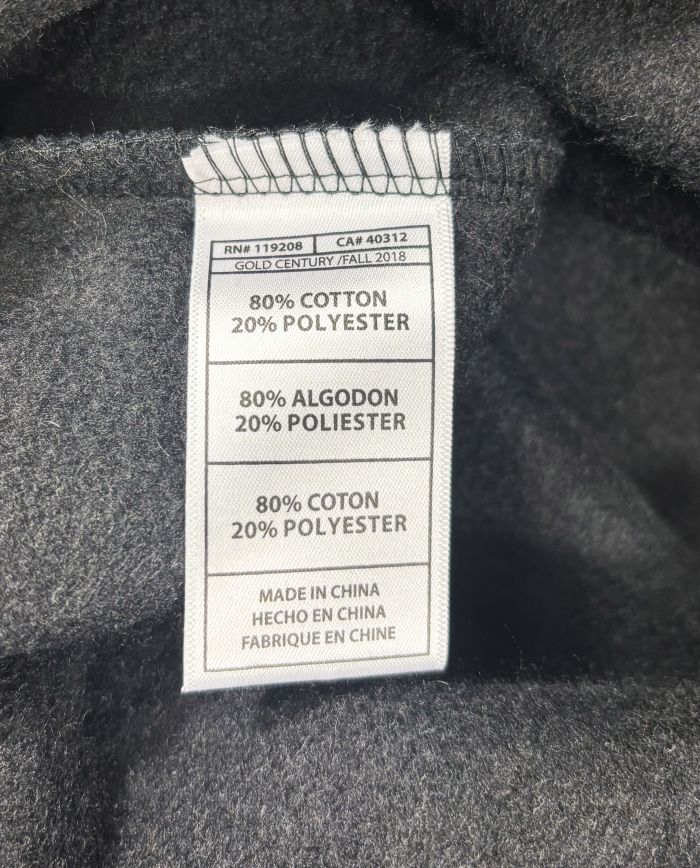 RN# 119208 CA# 40312
GOLD CENTURY /FALL 2018
80% COTTON
20% POLYESTER
80% ALGODON
20% POLIESTER
80% COTON
20% POLYESTER
MADE IN CHINA
HECHO EN CHINA
FABRIQUE EN CHINE